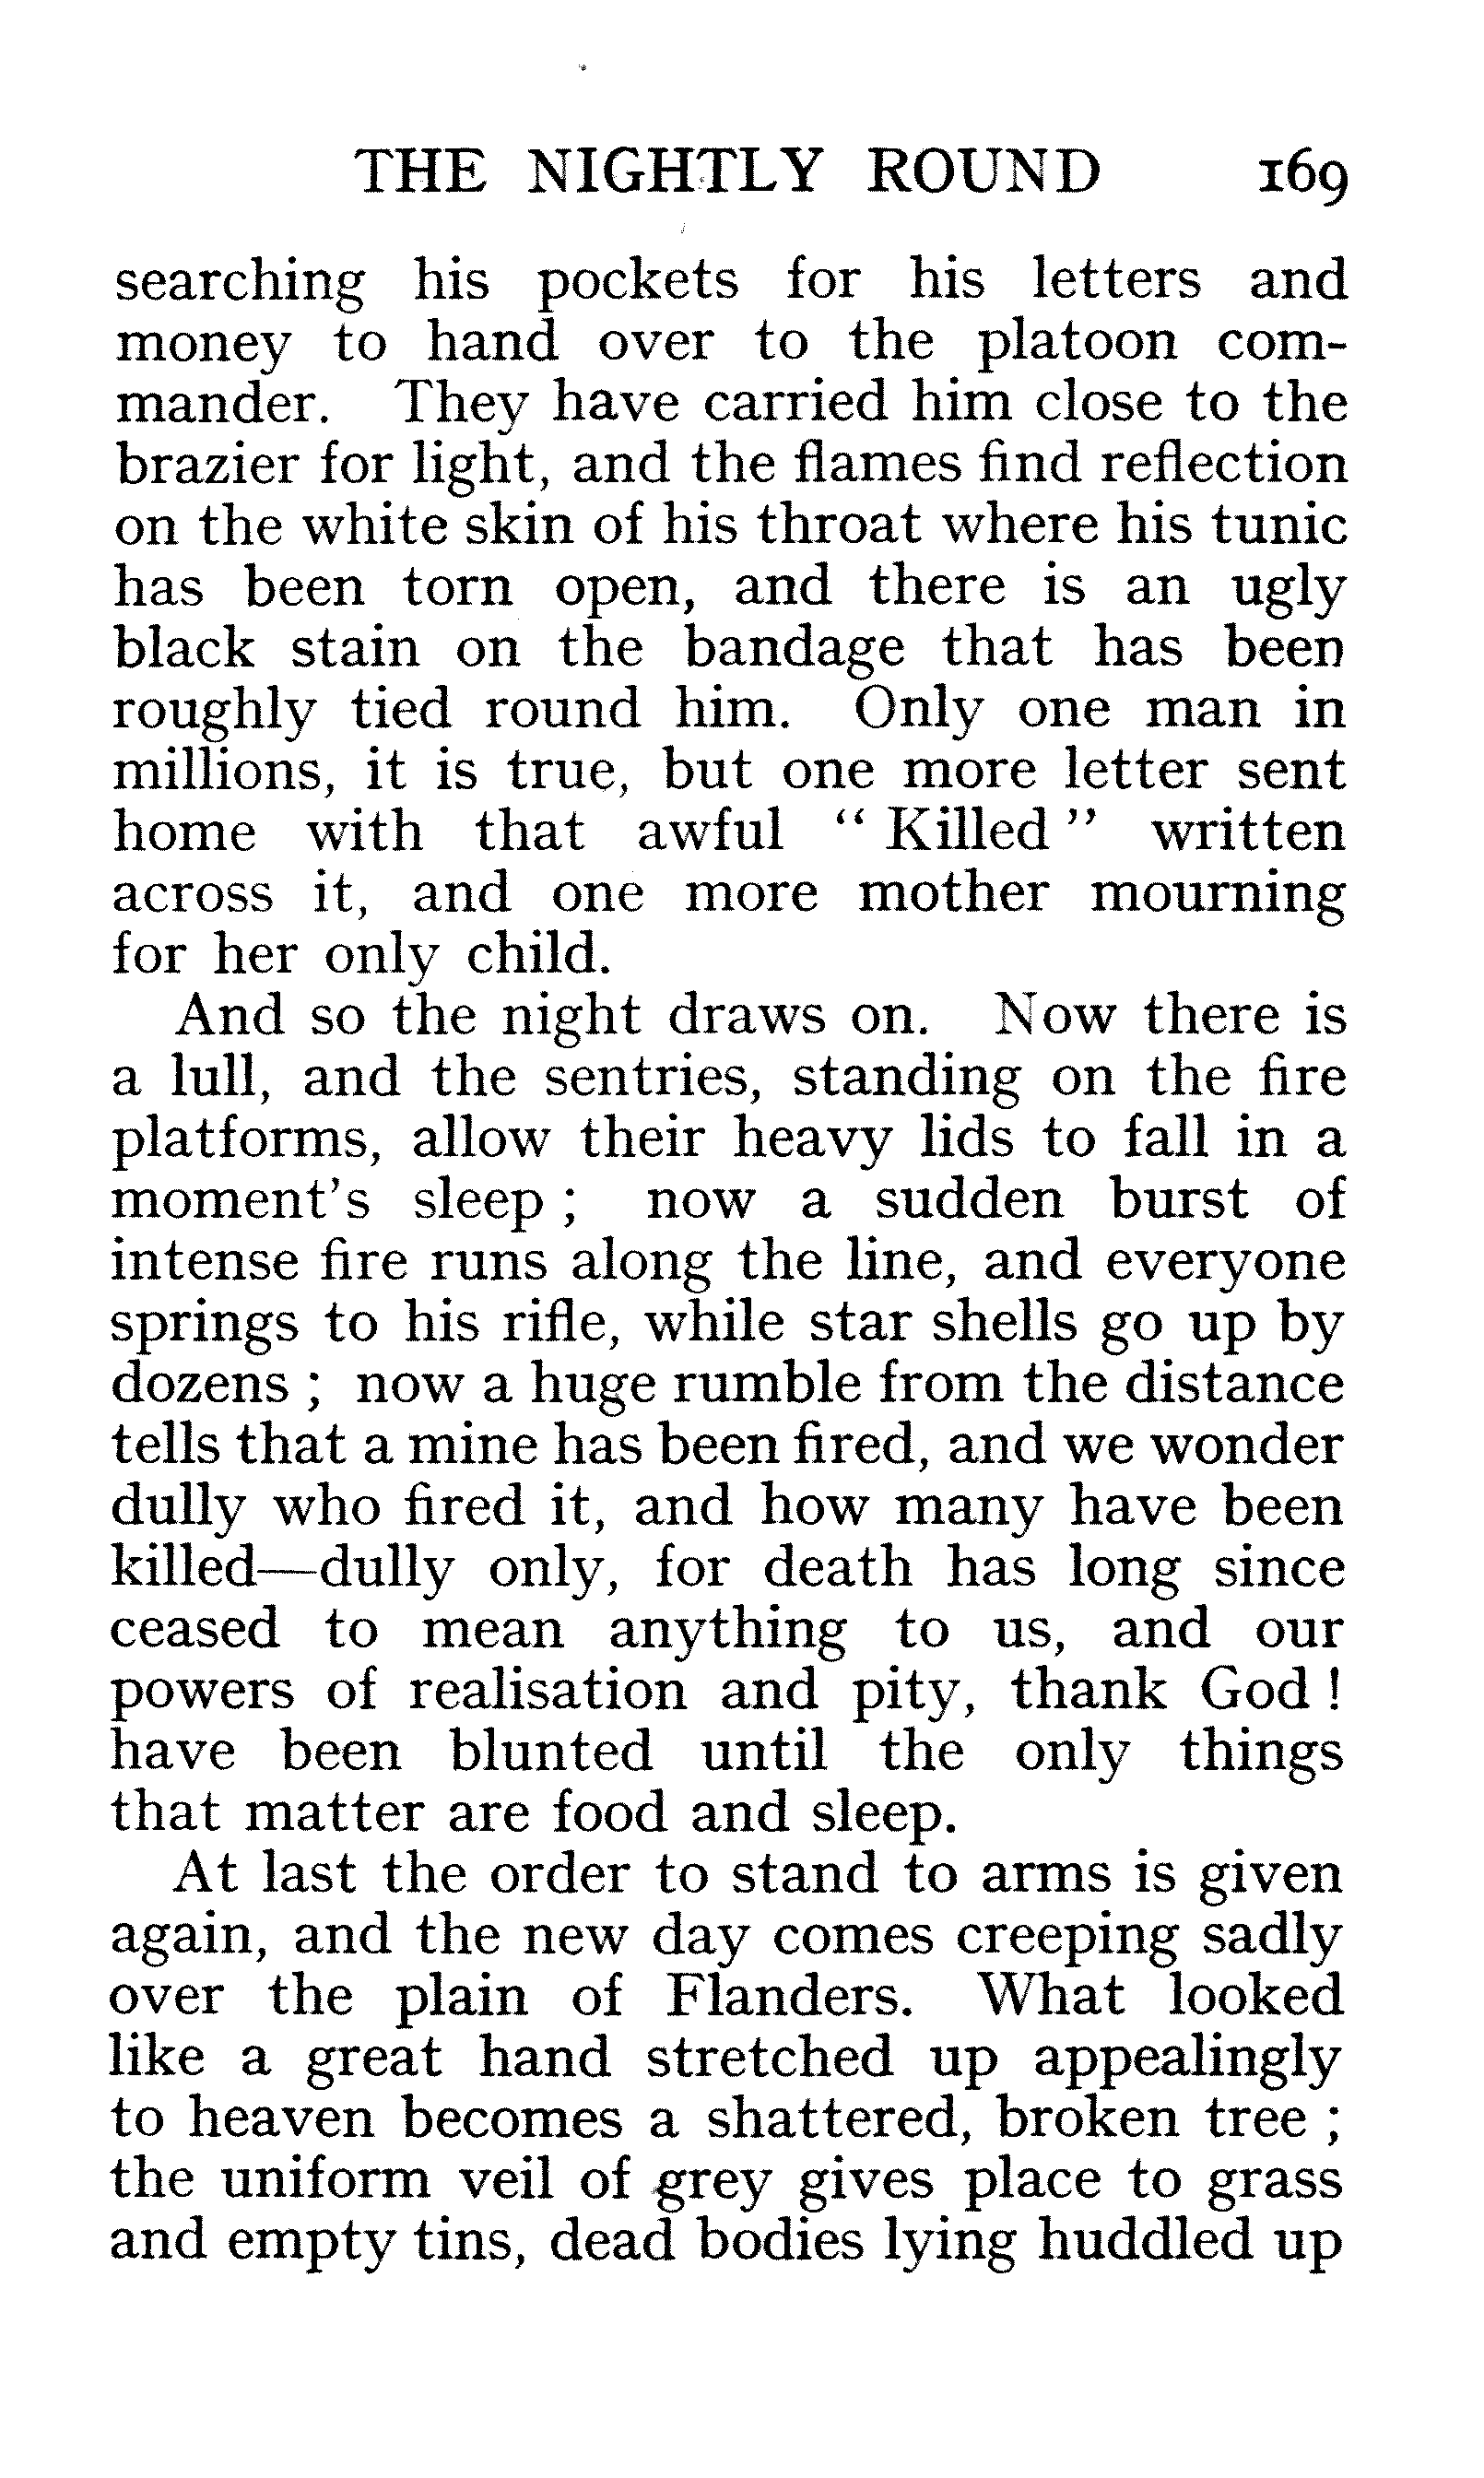 THE NIGHTLY ROUND 169
searching his pockets for his letters and
money to hand over to the platoon com-
mander. They have carried him close to the
brazier for light, and the flames find reflection
on the white skin of his throat where his tunic
has been torn open, and there is an ugly
black stain on the bandage that has been
roughly tied round him. Only one man in
millions, it is true, but one more letter sent
home with that awful “ Killed ” written
across it, and one more mother mourning
for her only child.
And so the night draws on. Now there is
a lull, and the sentries, standing on the fire
platforms, allow their heavy lids to fall in a
moment's sleep ; now a sudden burst of
intense fire runs along the line, and everyone
springs to his rifle, while star shells go up by
dozens ; now a huge rumble from the distance
tells that a mine has been fired, and we wonder
dully who fired it, and how many have been
killed—dully only, for death has long since
ceased to mean anything to us, and our
powers of realisation and pity, thank God !
have been blunted until the only things
that matter are food and sleep.
At last the order to stand to arms is given
again, and the new day comes creeping sadly
over the plain of Flanders. What looked
like a great hand stretched up appealingly
to heaven becomes a shattered, broken tree ;
the uniform veil of grey gives place to grass
and empty tins, dead bodies lying huddled up